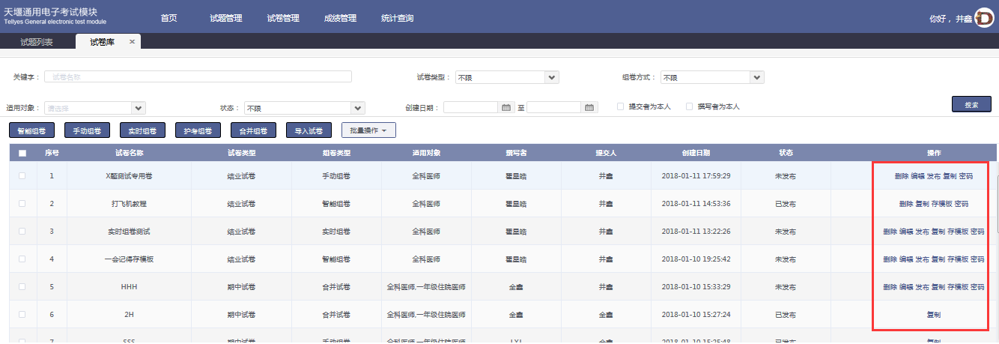 天堰通用电子考试模块
Tellyes General electronic test module
首页 试题管理 试卷管理 成绩管理 统计查询
你好， 井鑫
试题列表 试卷库 ×
关键字： 试卷名称 试卷类型： 不限 组卷方式： 不限
适用对象： 请选择 状态： 不限 创建日期： 至 提交者为本人 撰写者为本人 搜索
智能组卷 手动组卷 实时组卷 护考组卷 合并组卷 导入试卷 批量操作
序号 试卷名称 试卷类型 组卷类型 适用对象 撰写者 提交人 创建日期 状态 操作
1 X题测试专用卷 结业试卷 手动组卷 全科医师 瞿星皓 井鑫 2018-01-11 17:59:29 未发布 删除 编辑 发布 复制 密码
2 打飞机教程 结业试卷 智能组卷 全科医师 瞿星皓 井鑫 2018-01-11 14:53:36 已发布 删除 复制 存模板 密码
3 实时组卷测试 结业试卷 实时组卷 全科医师 瞿星皓 井鑫 2018-01-11 13:22:26 未发布 删除 编辑 发布 复制 存模板 密码
4 一会记得存模板 结业试卷 智能组卷 全科医师 瞿星皓 井鑫 2018-01-10 19:25:42 未发布 删除 编辑 发布 复制 存模板 密码
5 HHH 期中试卷 合并试卷 全科医师,一年级住院医师 全鑫 井鑫 2018-01-10 15:33:29 未发布 删除 编辑 发布 复制 存模板 密码
6 2H 期中试卷 合并试卷 全科医师,一年级住院医师 全鑫 全鑫 2018-01-10 15:27:24 已发布 复制
7 SSS 期中试卷 手动组卷 全科医师,一年级住院医师 全鑫 2018-01-10 15:25:48 已发布 复制